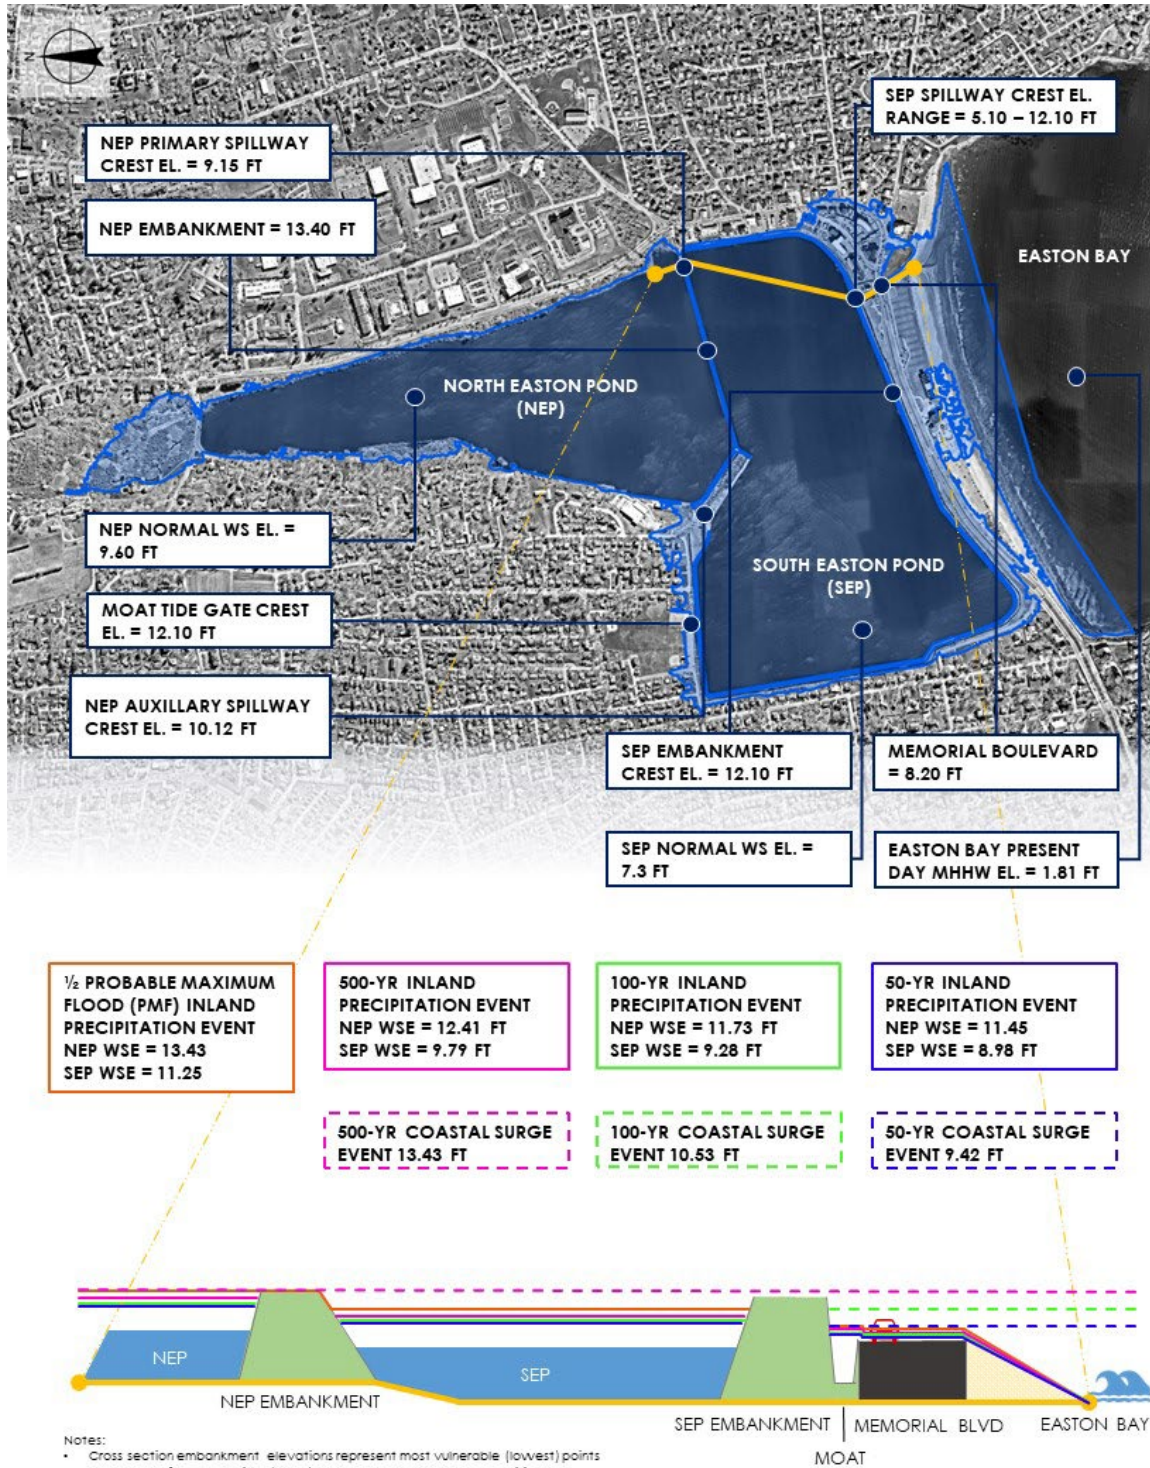 N
SEP SPILLWAY CREST EL.
RANGE = 5.10 – 12.10 FT
NEP PRIMARY SPILLWAY
CREST EL. = 9.15 FT
NEP EMBANKMENT = 13.40 FT
EASTON BAY
NORTH EASTON POND
(NEP)
NEP NORMAL WS EL. =
9.60 FT
SOUTH EASTON POND
(SEP)
MOAT TIDE GATE CREST
EL. = 12.10 FT
NEP AUXILLARY SPILLWAY
CREST EL. = 10.12 FT
SEP EMBANKMENT
CREST EL. = 12.10 FT
MEMORIAL BOULEVARD
= 8.20 FT
SEP NORMAL WS EL. =
7.3 FT
EASTON BAY PRESENT
DAY MHHW EL. = 1.81 FT
½ PROBABLE MAXIMUM
FLOOD (PMF) INLAND
PRECIPITATION EVENT
NEP WSE = 13.43
SEP WSE = 11.25
500-YR INLAND
PRECIPITATION EVENT
NEP WSE = 12.41 FT
SEP WSE = 9.79 FT
100-YR INLAND
PRECIPITATION EVENT
NEP WSE = 11.73 FT
SEP WSE = 9.28 FT
50-YR INLAND
PRECIPITATION EVENT
NEP WSE = 11.45
SEP WSE = 8.98 FT
500-YR COASTAL SURGE
EVENT 13.43 FT
100-YR COASTAL SURGE
EVENT 10.53 FT
50-YR COASTAL SURGE
EVENT 9.42 FT
NEP
SEP
NEP EMBANKMENT
SEP EMBANKMENT
MEMORIAL BLVD
EASTON BAY
MOAT
Notes:
• Cross section embankment elevations represent most vulnerable (lowest) points